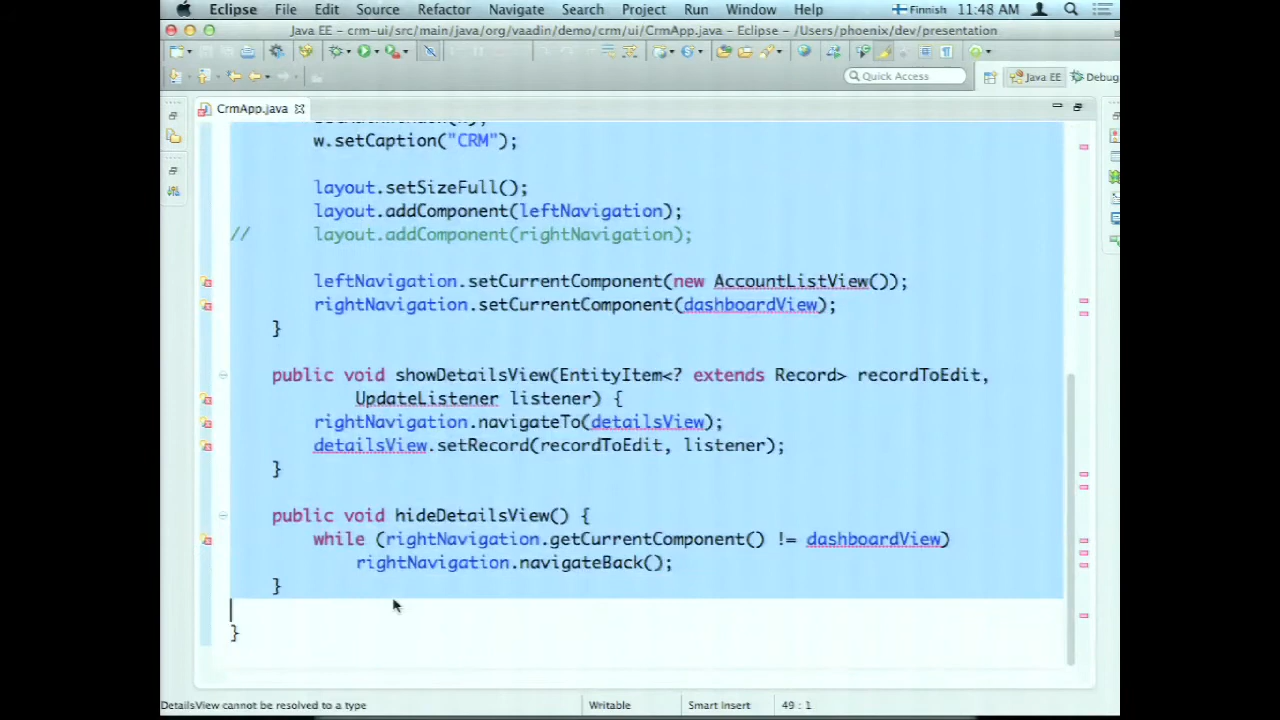 Eclipse File Edit Source Refactor Navigate Search Project Run Window Help Finnish 11:48 AM
Java EE - crm-ui/src/main/java/org/vaadin/demo/crm/ui/CrmApp.java - Eclipse - /Users/phoenix/dev/presentation
Quick Access Java EE Debug
CrmApp.java
w.setCaption("CRM");
layout.setSizeFull();
layout.addComponent(leftNavigation);
// layout.addComponent(rightNavigation);
leftNavigation.setCurrentComponent(new AccountListView());
rightNavigation.setCurrentComponent(dashboardView);
}
public void showDetailsView(EntityItem<? extends Record> recordToEdit,
UpdateListener listener) {
rightNavigation.navigateTo(detailsView);
detailsView.setRecord(recordToEdit, listener);
}
public void hideDetailsView() {
while (rightNavigation.getCurrentComponent() != dashboardView)
rightNavigation.navigateBack();
}
}
DetailsView cannot be resolved to a type Writable Smart Insert 49 : 1